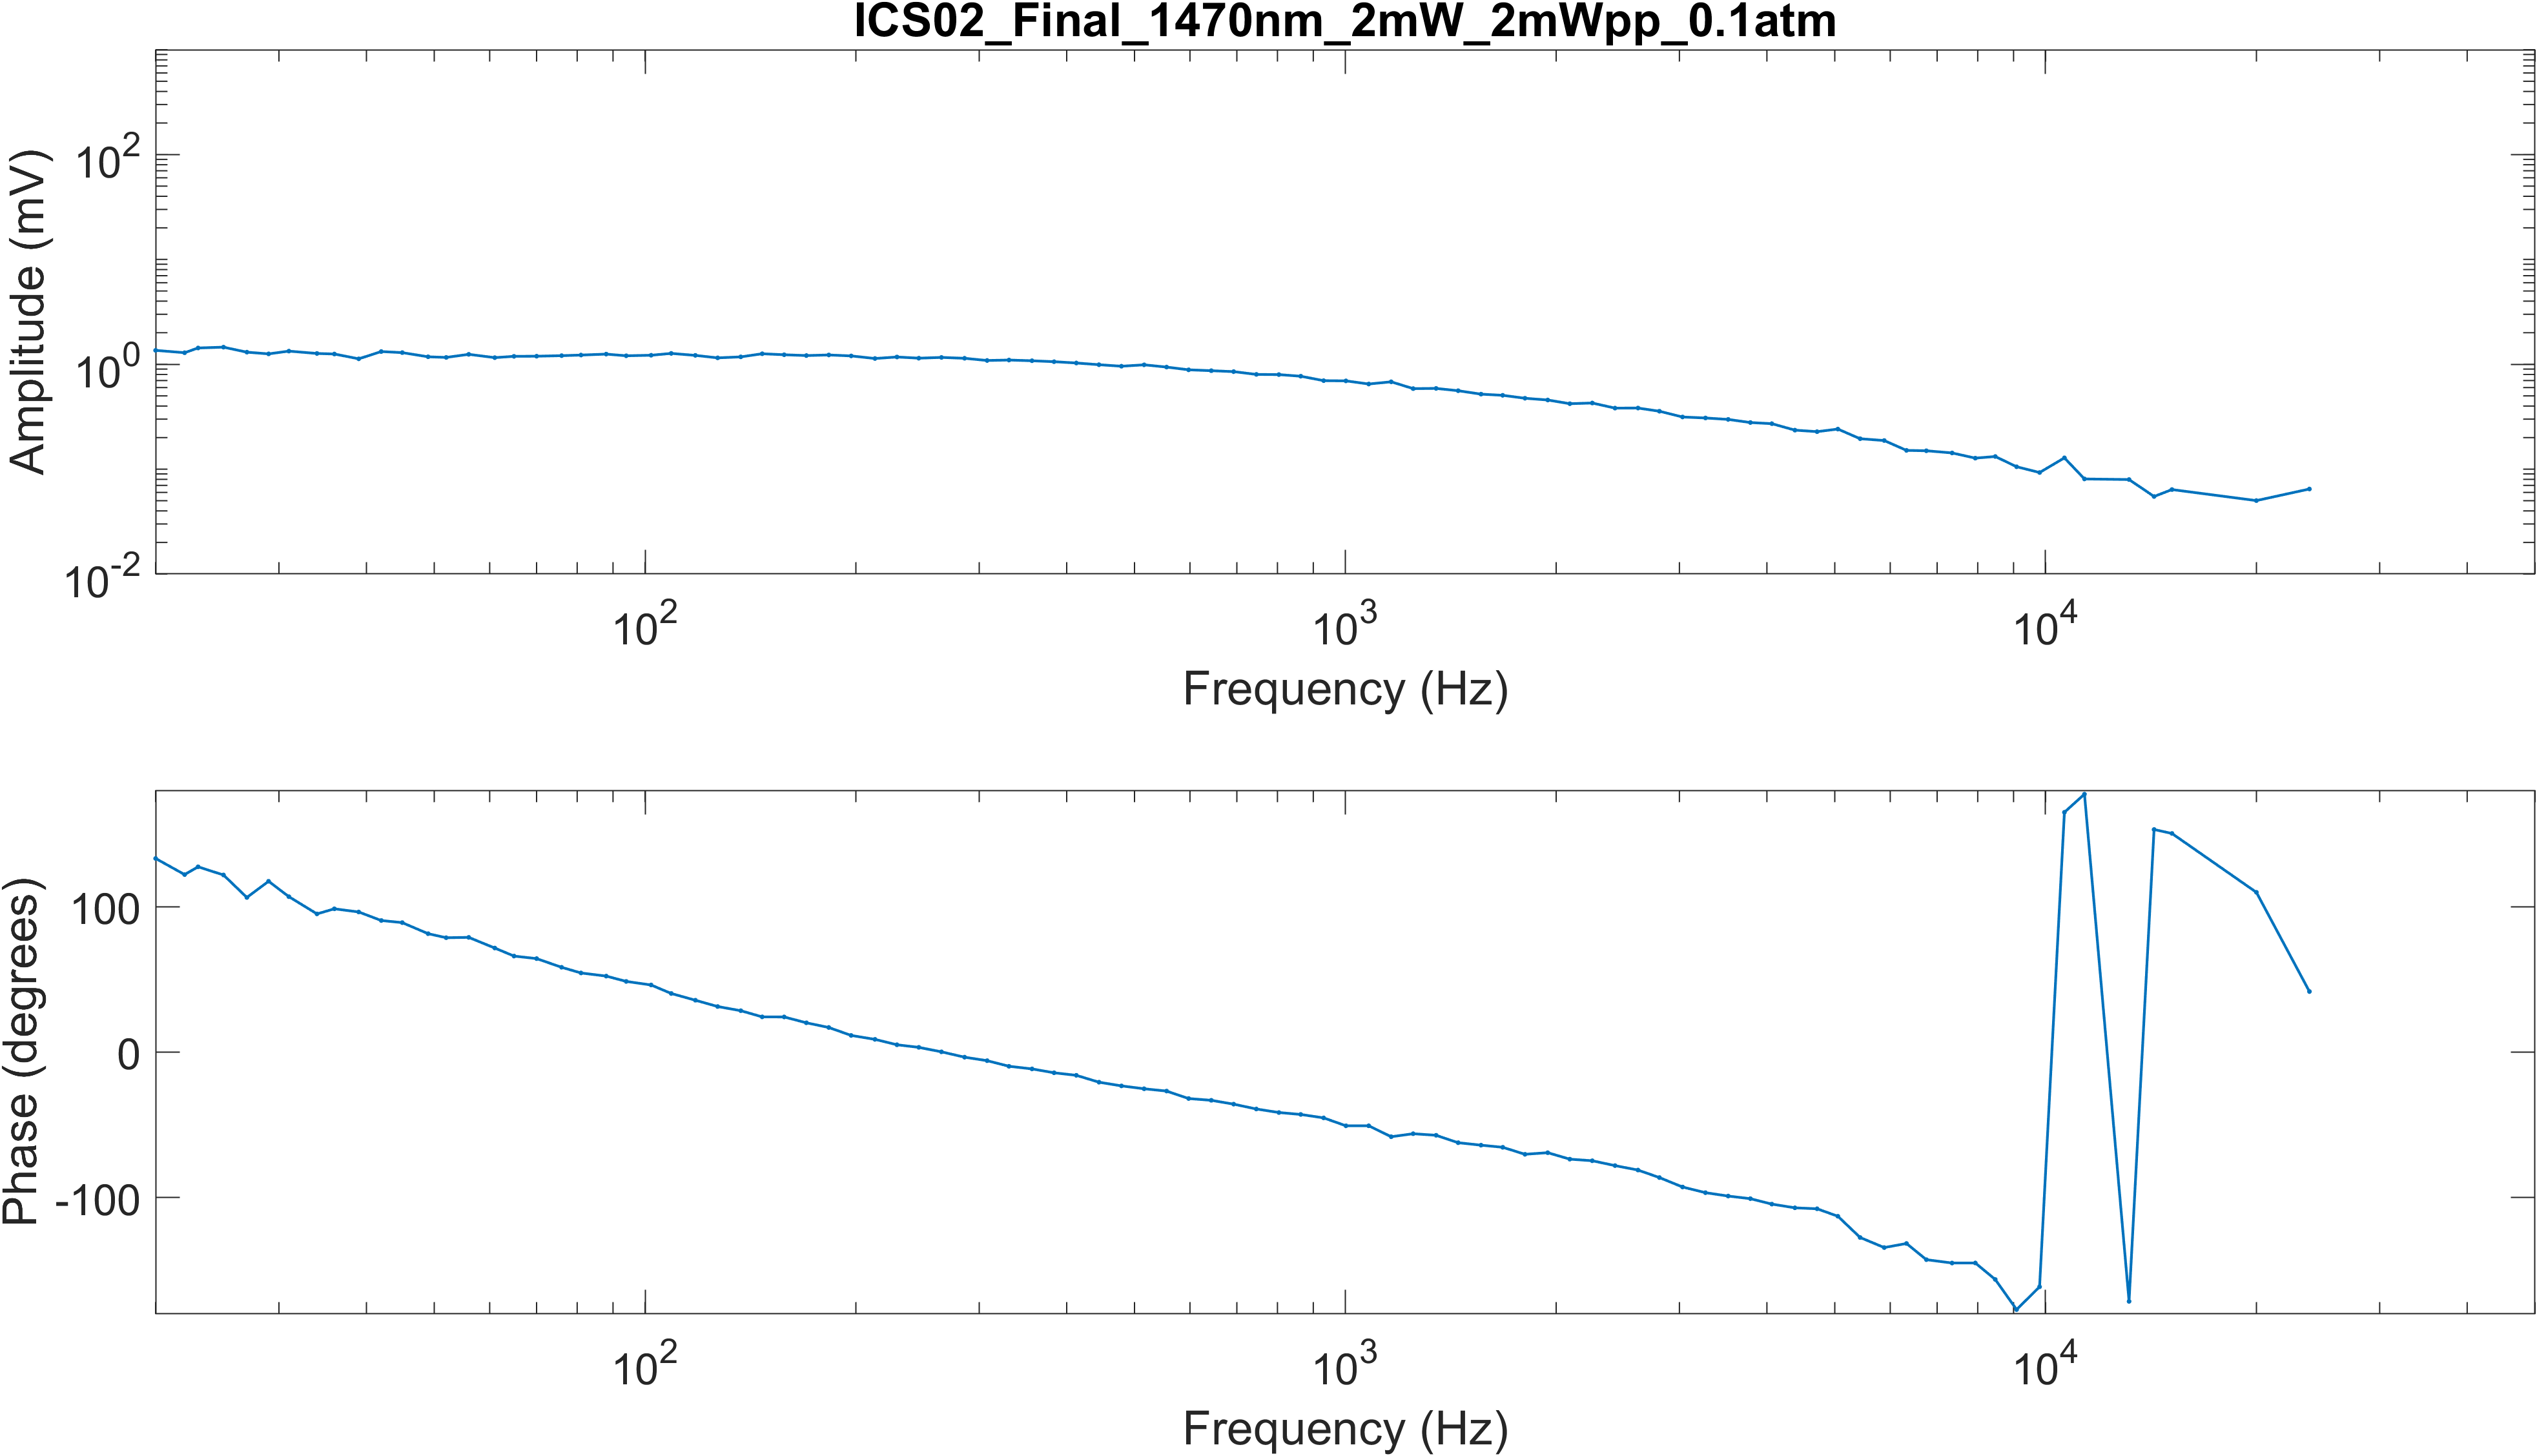 ICS02_Final_1470nm_2mW_2mWpp_0.1atm
Amplitude (mV)
10^2
10^0
10^-2
10^2
10^3
10^4
Frequency (Hz)
Phase (degrees)
100
0
-100
10^2
10^3
10^4
Frequency (Hz)